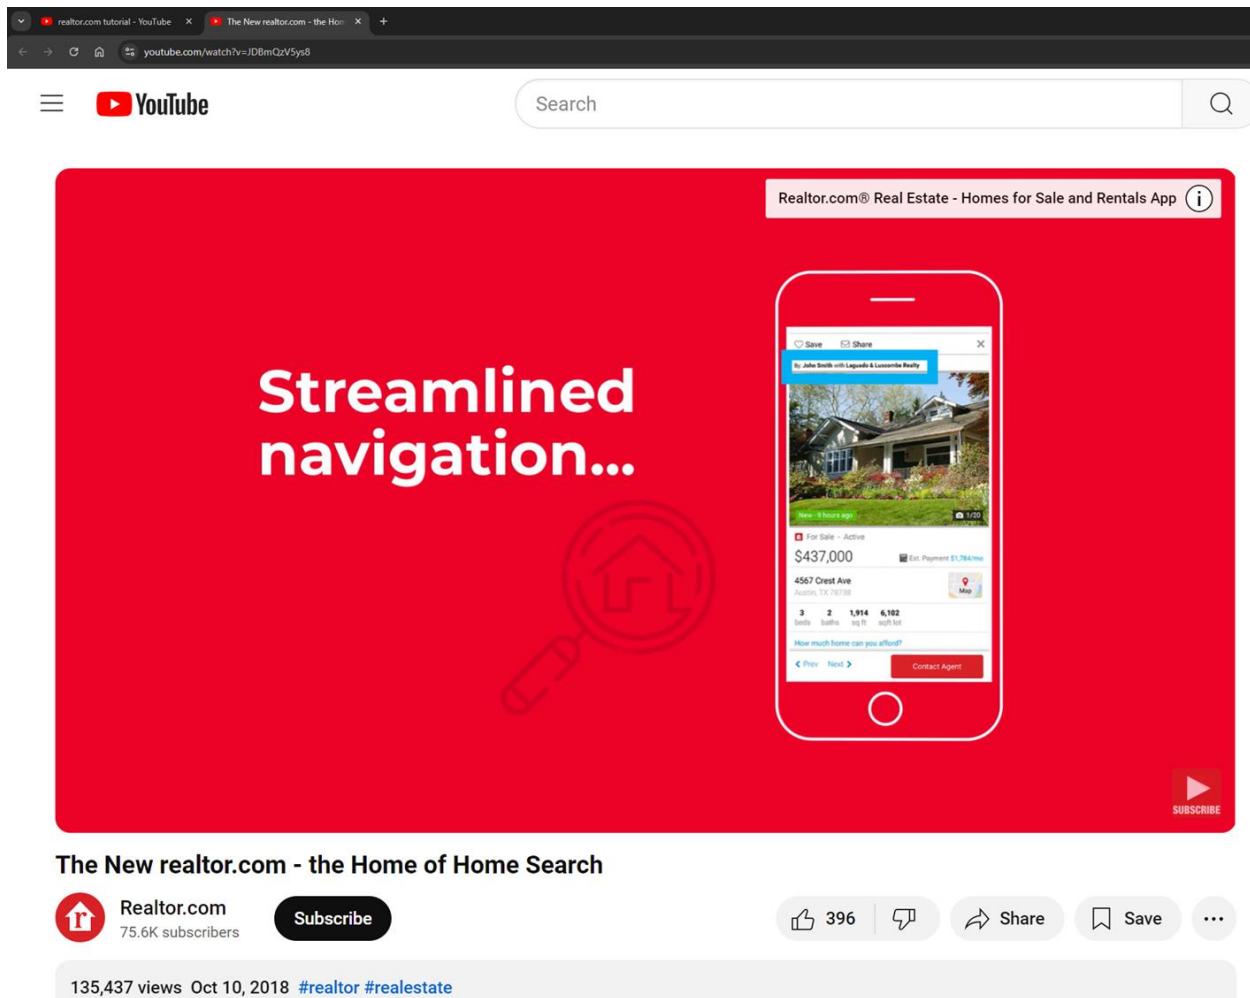 realtor.com tutorial - YouTube
The New realtor.com - the Hom
youtube.com/watch?v=JDBmQzV5ys8
YouTube
Search
Realtor.com® Real Estate - Homes for Sale and Rentals App
Streamlined
navigation...
Save Share
By: John Smith with Laguado & Luscombe Realty
New - 9 hours ago 1/20
For Sale - Active
$437,000 Est. Payment $1,784/mo
4567 Crest Ave
Austin, TX 78738
Map
3 2 1,914 6,102
beds baths sq ft sqft lot
How much home can you afford?
Prev Next Contact Agent
SUBSCRIBE
The New realtor.com - the Home of Home Search
Realtor.com
75.6K subscribers
Subscribe
396 Share Save
135,437 views Oct 10, 2018 #realtor #realestate